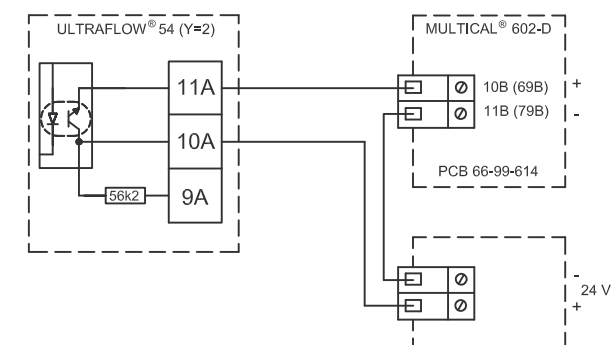 ULTRAFLOW® 54 (Y=2)
11A
10A
9A
56k2
MULTICAL® 602-D
10B (69B) +
11B (79B) -
PCB 66-99-614
-
24 V
+